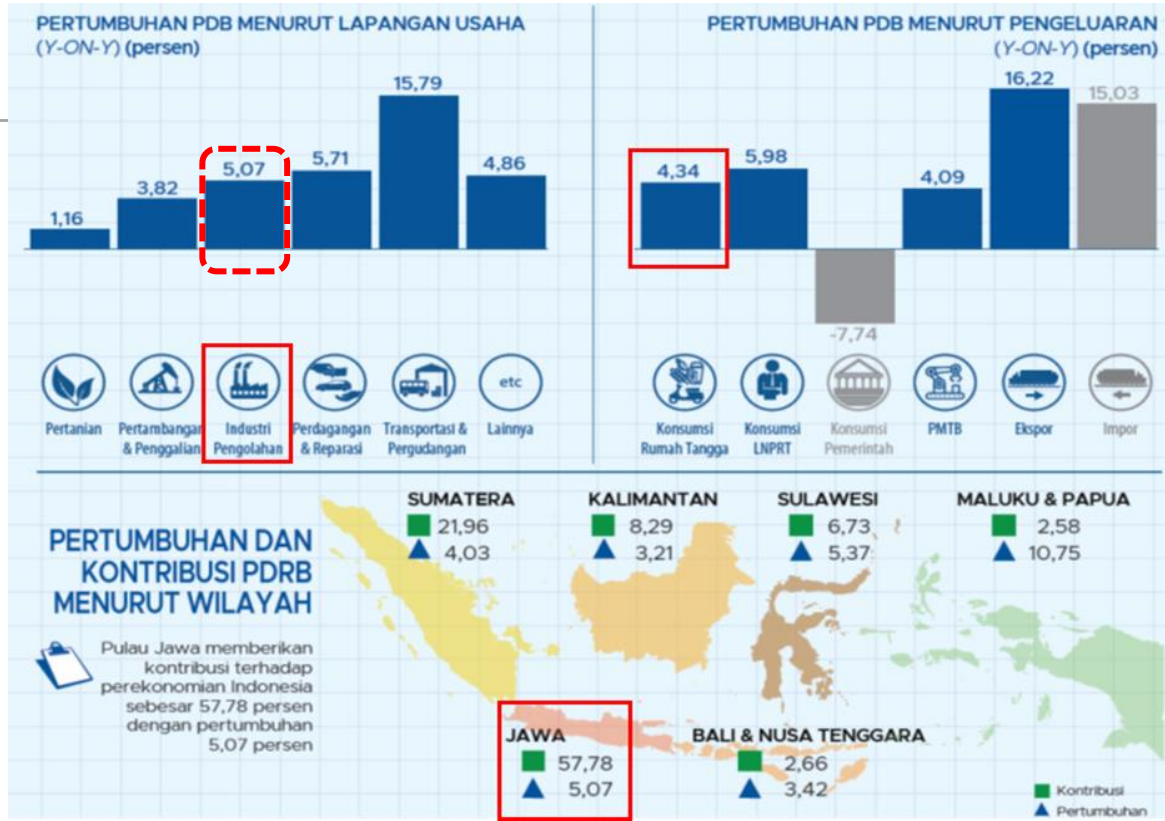 PERTUMBUHAN PDB MENURUT LAPANGAN USAHA
(Y-ON-Y) (persen)
1,16
3,82
5,07
5,71
15,79
4,86
Pertanian
Pertambangan
& Penggalian
Industri
Pengolahan
Perdagangan
& Reparasi
Transportasi &
Pergudangan
etc
Lainnya
PERTUMBUHAN PDB MENURUT PENGELUARAN
(Y-ON-Y) (persen)
4,34
5,98
-7,74
4,09
16,22
15,03
Konsumsi
Rumah Tangga
Konsumsi
LNPRT
Konsumsi
Pemerintah
PMTB
Ekspor
Impor
PERTUMBUHAN DAN
KONTRIBUSI PDRB
MENURUT WILAYAH
Pulau Jawa memberikan
kontribusi terhadap
perekonomian Indonesia
sebesar 57,78 persen
dengan pertumbuhan
5,07 persen
SUMATERA
21,96
4,03
KALIMANTAN
8,29
3,21
SULAWESI
6,73
5,37
MALUKU & PAPUA
2,58
10,75
JAWA
57,78
5,07
BALI & NUSA TENGGARA
2,66
3,42
Kontribusi
Pertumbuhan